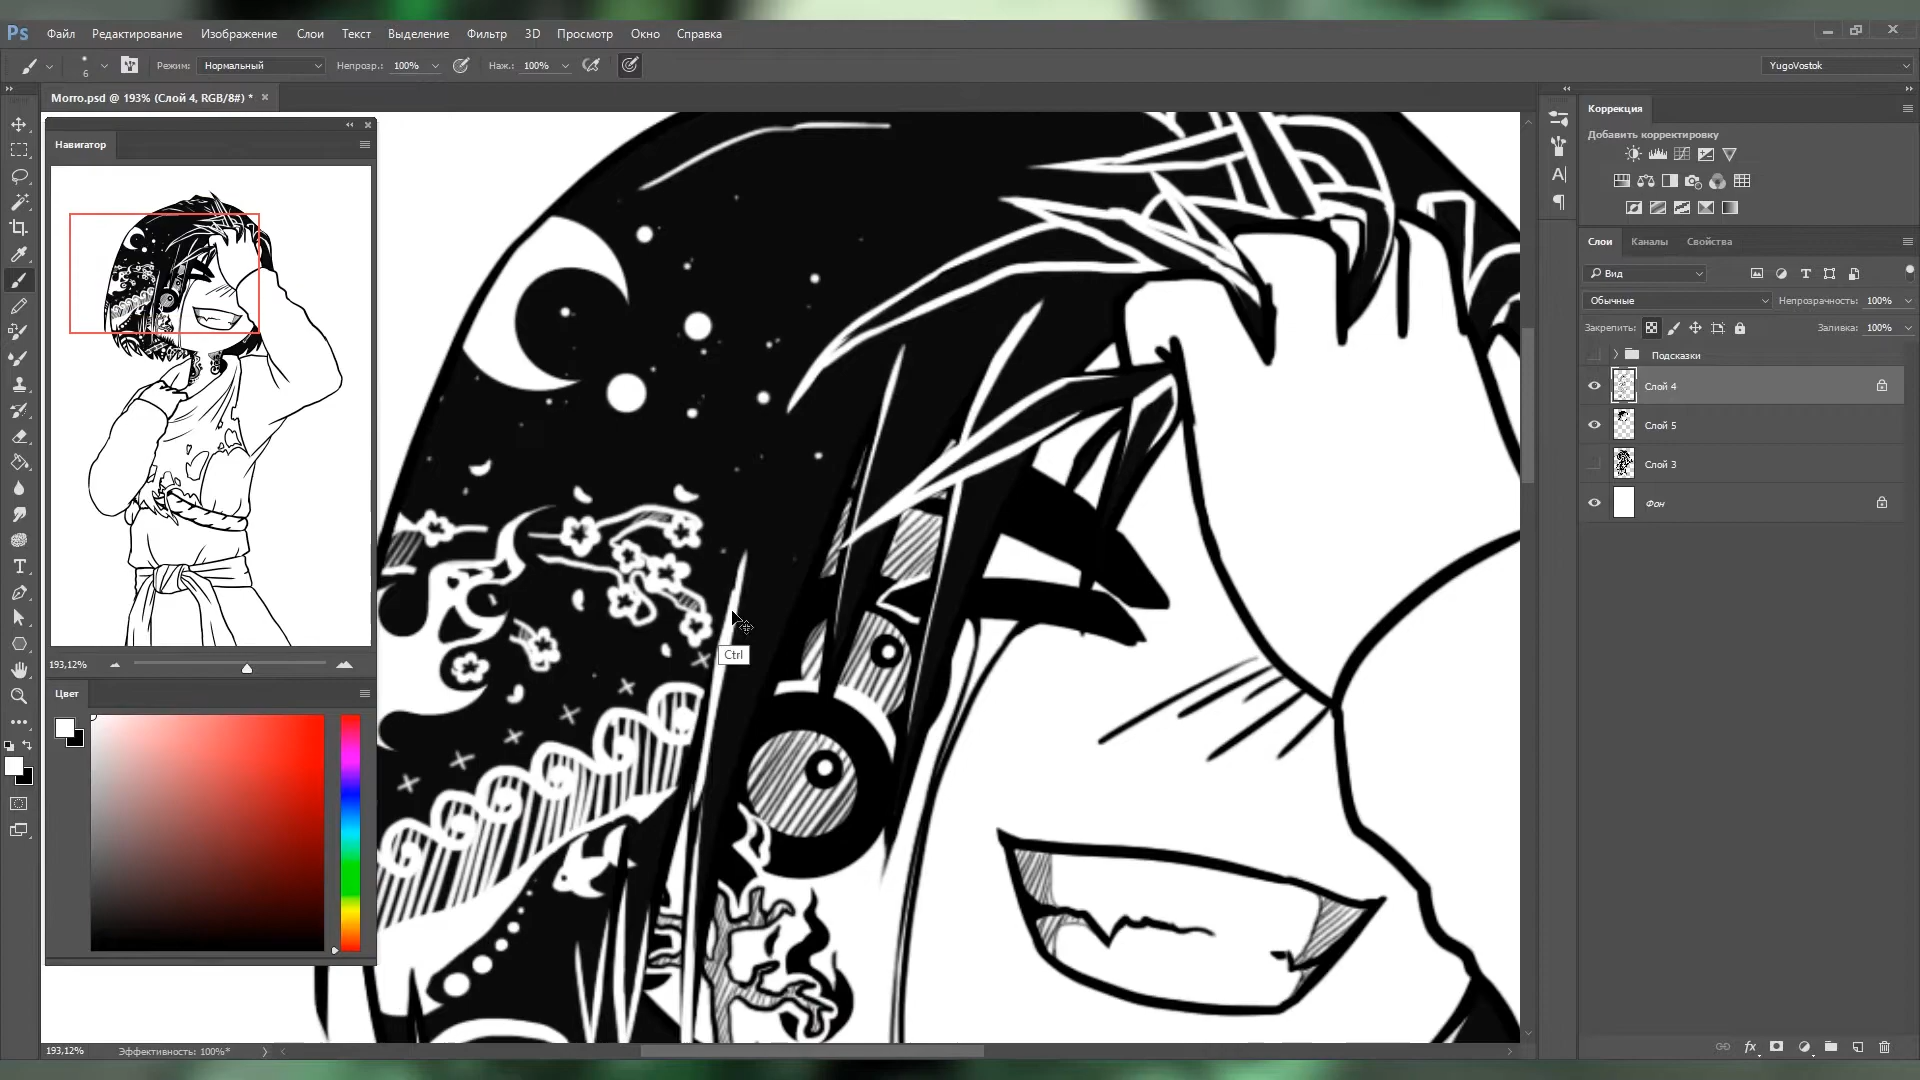 Ps Файл Редактирование Изображение Слои Текст Выделение Фильтр 3D Просмотр Окно Справка
6 Режим: Нормальный Непрозр.: 100% Наж.: 100% YugoVostok
Morro.psd @ 193% (Слой 4, RGB/8#) *
Навигатор
193,12%
Цвет
Ctrl
Коррекция
Добавить корректировку
Слои Каналы Свойства
Вид
Обычные Непрозрачность: 100%
Закрепить: Заливка: 100%
Подсказки
Слой 4
Слой 5
Слой 3
Фон
193,12% Эффективность: 100%*
fx